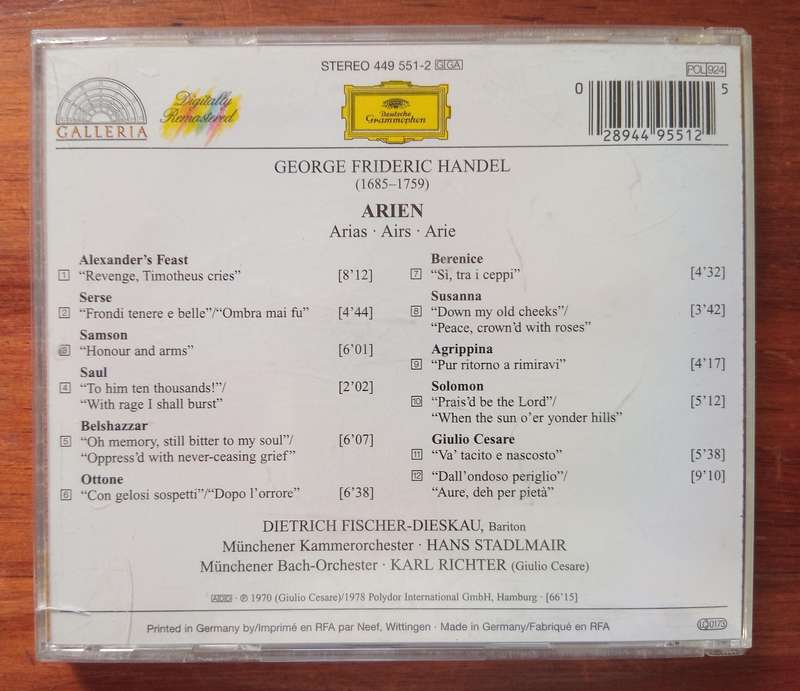 STEREO 449 551-2 GGA
POL 924
GALLERIA
Digitally
Remastered
Deutsche
Grammophon
0 28944 95512 5
GEORGE FRIDERIC HANDEL
(1685–1759)
ARIEN
Arias · Airs · Arie
Alexander's Feast
1 “Revenge, Timotheus cries” [8'12]
Serse
2 “Frondi tenere e belle”/“Ombra mai fu” [4'44]
Samson
3 “Honour and arms” [6'01]
Saul
4 “To him ten thousands!”/ [2'02]
“With rage I shall burst”
Belshazzar
5 “Oh memory, still bitter to my soul”/ [6'07]
“Oppress'd with never-ceasing grief”
Ottone
6 “Con gelosi sospetti”/“Dopo l'orrore” [6'38]
Berenice
7 “Sì, tra i ceppi” [4'32]
Susanna
8 “Down my old cheeks”/ [3'42]
“Peace, crown'd with roses”
Agrippina
9 “Pur ritorno a rimiravi” [4'17]
Solomon
10 “Prais'd be the Lord”/ [5'12]
“When the sun o'er yonder hills”
Giulio Cesare
11 “Va' tacito e nascosto” [5'38]
12 “Dall'ondoso periglio”/ [9'10]
“Aure, deh per pietà”
DIETRICH FISCHER-DIESKAU, Bariton
Münchener Kammerorchester · HANS STADLMAIR
Münchener Bach-Orchester · KARL RICHTER (Giulio Cesare)
ADD · ℗ 1970 (Giulio Cesare)/1978 Polydor International GmbH, Hamburg · [66'15]
Printed in Germany by/Imprimé en RFA par Neef, Wittingen · Made in Germany/Fabriqué en RFA
LC 0173